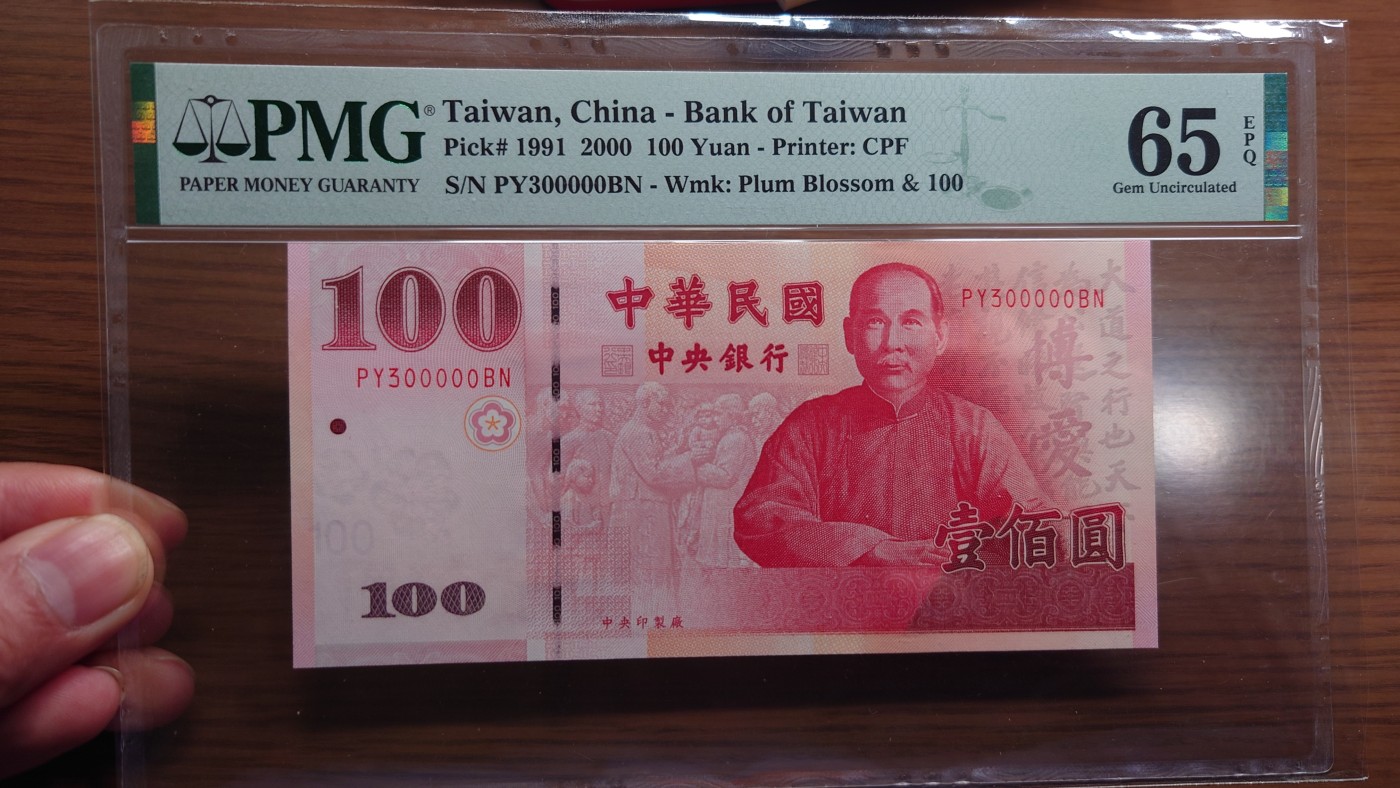 PMG®
PAPER MONEY GUARANTY
Taiwan, China - Bank of Taiwan
Pick# 1991 2000 100 Yuan - Printer: CPF
S/N PY300000BN - Wmk: Plum Blossom & 100
65
EPQ
Gem Uncirculated
100
中華民國
中央銀行
PY300000BN
PY300000BN
博愛
大道之行也天
100
100
壹佰圓
中央印製廠